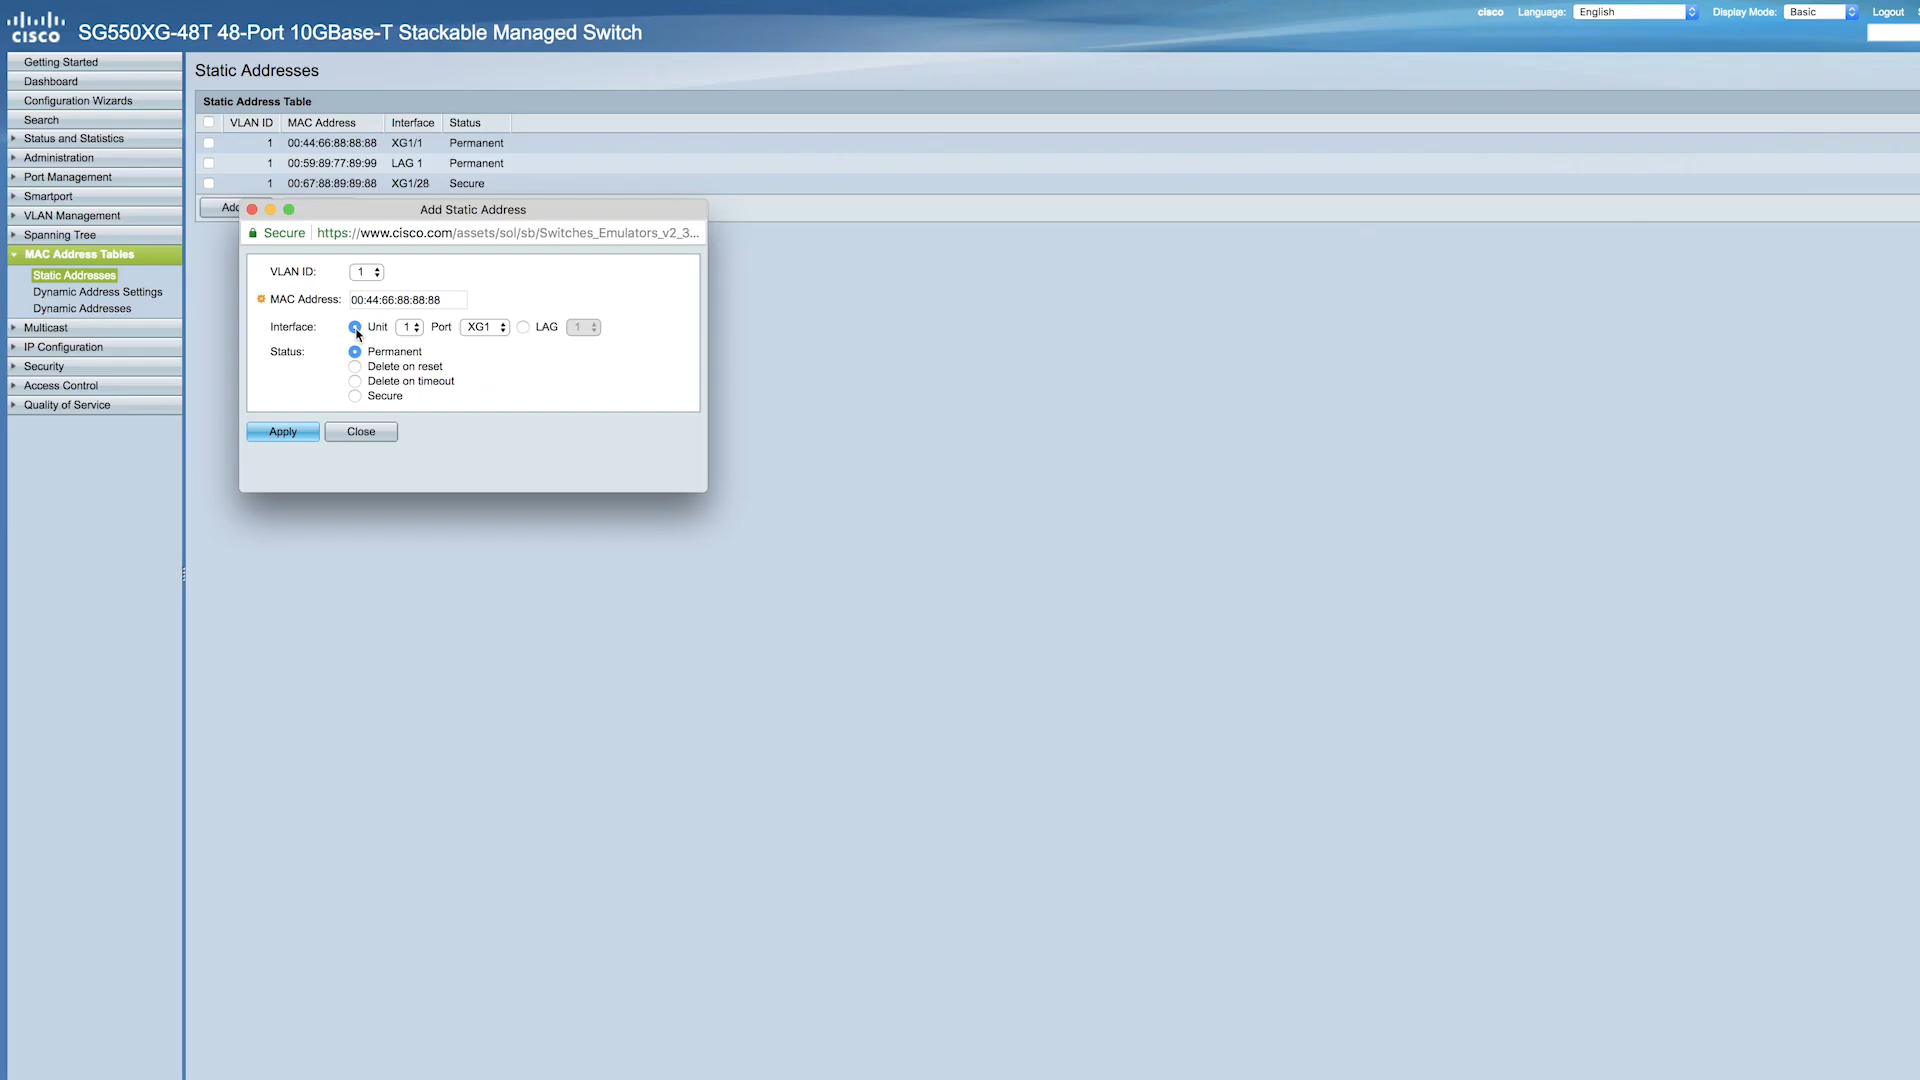 cisco Language: English Display Mode: Basic Logout
CISCO SG550XG-48T 48-Port 10GBase-T Stackable Managed Switch
Getting Started
Dashboard
Configuration Wizards
Search
Status and Statistics
Administration
Port Management
Smartport
VLAN Management
Spanning Tree
MAC Address Tables
Static Addresses
Dynamic Address Settings
Dynamic Addresses
Multicast
IP Configuration
Security
Access Control
Quality of Service
Static Addresses
Static Address Table
VLAN ID MAC Address Interface Status
1 00:44:66:88:88:88 XG1/1 Permanent
1 00:59:89:77:89:99 LAG 1 Permanent
1 00:67:88:89:89:88 XG1/28 Secure
Add Static Address
Secure https://www.cisco.com/assets/sol/sb/Switches_Emulators_v2_3...
VLAN ID: 1
MAC Address: 00:44:66:88:88:88
Interface: Unit 1 Port XG1 LAG 1
Status: Permanent
Delete on reset
Delete on timeout
Secure
Apply Close